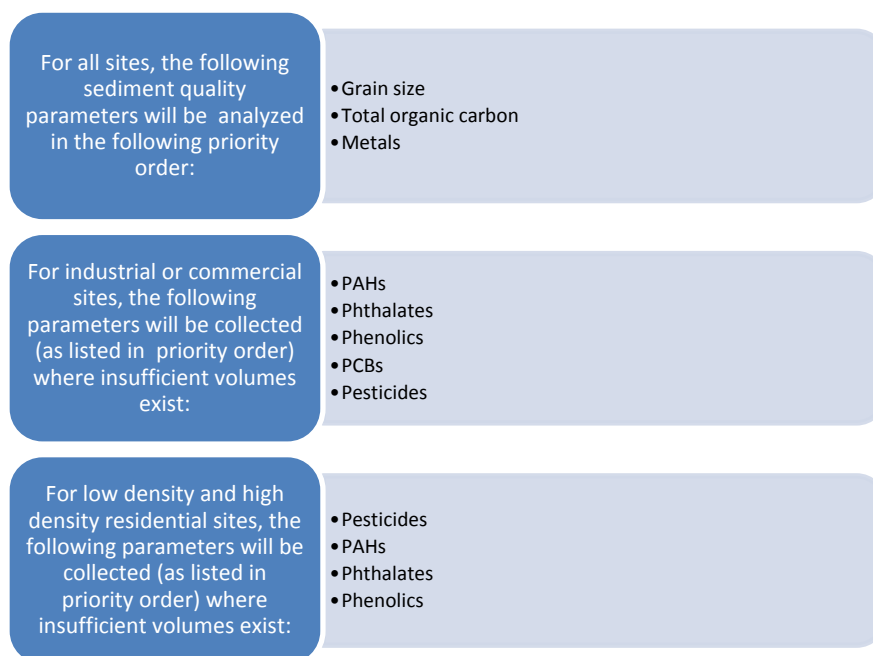 For all sites, the following
sediment quality
parameters will be  analyzed
in the following priority
order:
•Grain size
•Total organic carbon
•Metals
For industrial or commercial
sites, the following
parameters will be collected
(as listed in  priority order)
where insufficient volumes
exist:
•PAHs
•Phthalates
•Phenolics
•PCBs
•Pesticides
For low density and high
density residential sites, the
following parameters will be
collected (as listed in
priority order) where
insufficient volumes exist:
•Pesticides
•PAHs
•Phthalates
•Phenolics